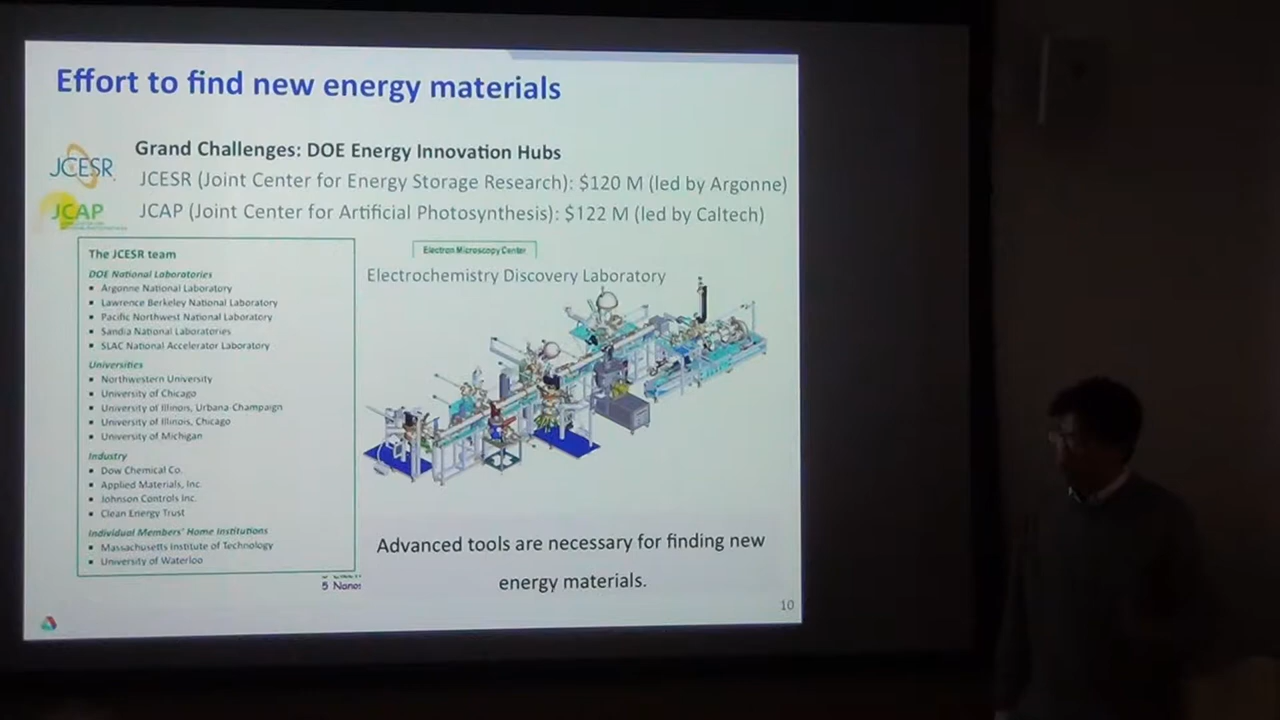 Effort to find new energy materials
Grand Challenges: DOE Energy Innovation Hubs
JCESR
JCESR (Joint Center for Energy Storage Research): $120 M (led by Argonne)
JCAP
JCAP (Joint Center for Artificial Photosynthesis): $122 M (led by Caltech)
The JCESR team
DOE National Laboratories
▪ Argonne National Laboratory
▪ Lawrence Berkeley National Laboratory
▪ Pacific Northwest National Laboratory
▪ Sandia National Laboratories
▪ SLAC National Accelerator Laboratory
Universities
▪ Northwestern University
▪ University of Chicago
▪ University of Illinois, Urbana Champaign
▪ University of Illinois, Chicago
▪ University of Michigan
Industry
▪ Dow Chemical Co.
▪ Applied Materials, Inc.
▪ Johnson Controls Inc.
▪ Clean Energy Trust
Individual Members' Home Institutions
▪ Massachusetts Institute of Technology
▪ University of Waterloo
5 Nano
Electron Microscopy Center
Electrochemistry Discovery Laboratory
Advanced tools are necessary for finding new
energy materials.
10